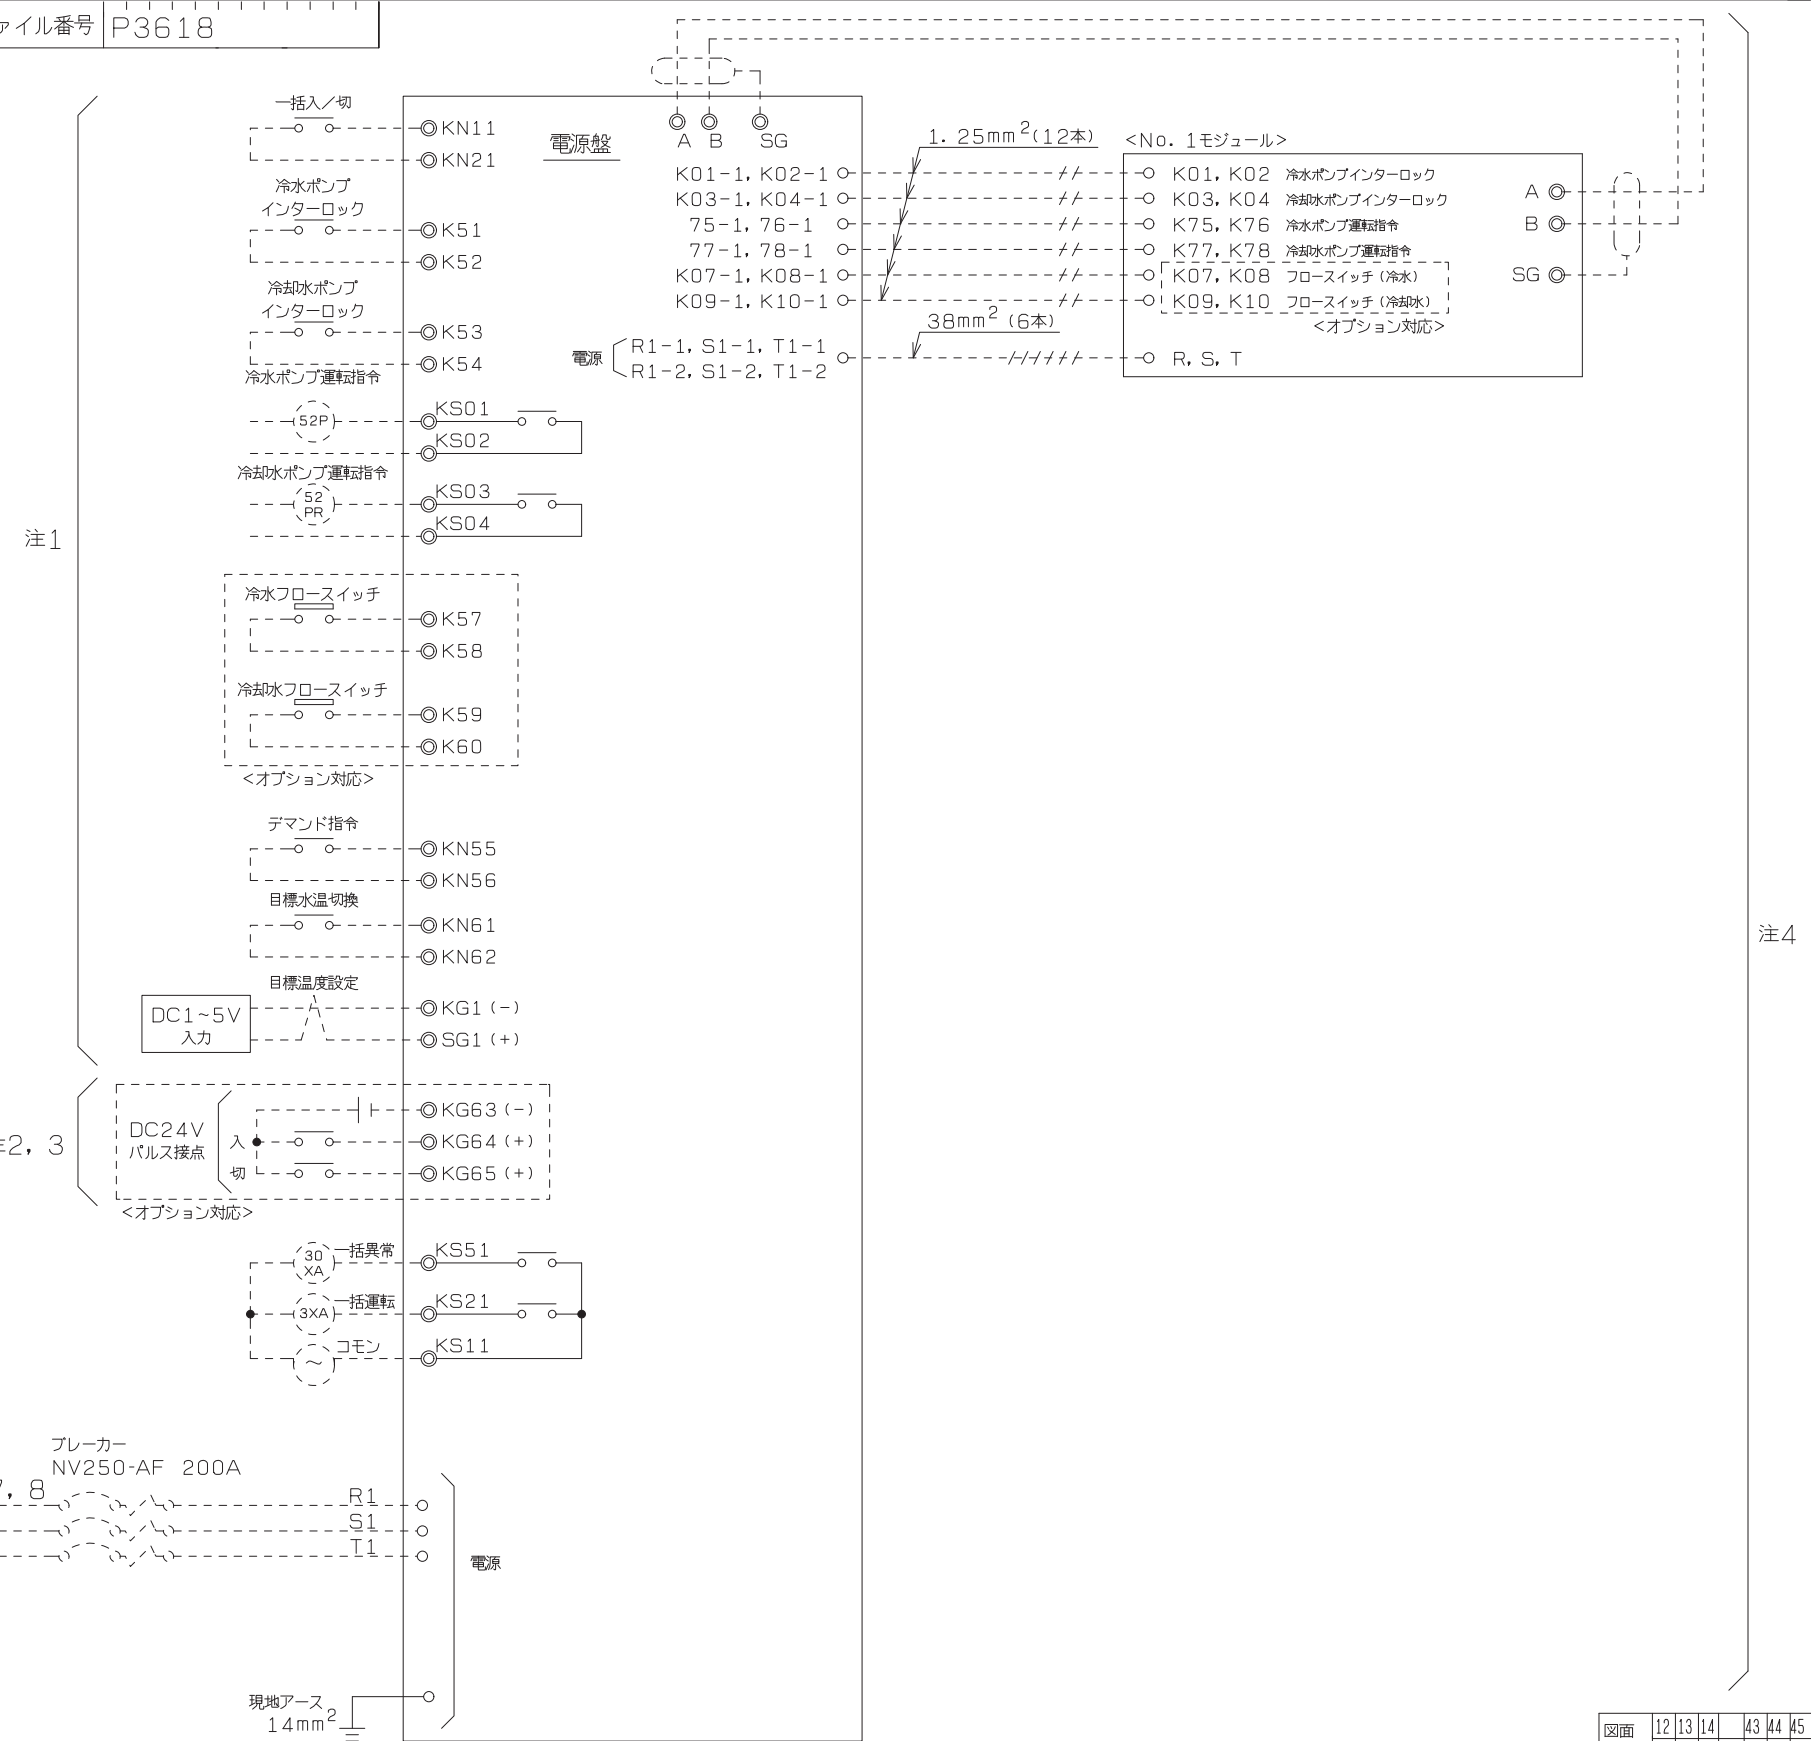 ァイル番号 P3618
注1
一括入／切
KN11
KN21
冷水ポンプ
インターロック
K51
K52
冷却水ポンプ
インターロック
K53
K54
冷水ポンプ運転指令
52P
KS01
KS02
冷却水ポンプ運転指令
52
PR
KS03
KS04
冷水フロースイッチ
K57
K58
冷却水フロースイッチ
K59
K60
<オプション対応>
デマンド指令
KN55
KN56
目標水温切換
KN61
KN62
目標温度設定
DC1~5V
入力
KG1(-)
SG1(+)
2, 3
DC24V
パルス接点
入
切
KG63(-)
KG64(+)
KG65(+)
<オプション対応>
30
XA
一括異常
KS51
3XA
一括運転
KS21
～
コモン
KS11
ブレーカー
NV250-AF 200A
, 8
R1
S1
T1
電源
現地アース
14mm2
電源盤
A B SG
K01-1, K02-1
K03-1, K04-1
75-1, 76-1
77-1, 78-1
K07-1, K08-1
K09-1, K10-1
電源
R1-1, S1-1, T1-1
R1-2, S1-2, T1-2
1.25mm2(12本)
38mm2(6本)
<No. 1モジュール>
K01, K02 冷水ポンプインターロック
K03, K04 冷却水ポンプインターロック
K75, K76 冷水ポンプ運転指令
K77, K78 冷却水ポンプ運転指令
K07, K08 フロースイッチ(冷水)
K09, K10 フロースイッチ(冷却水)
<オプション対応>
R, S, T
A
B
SG
注4
図面 12 13 14 43 44 45